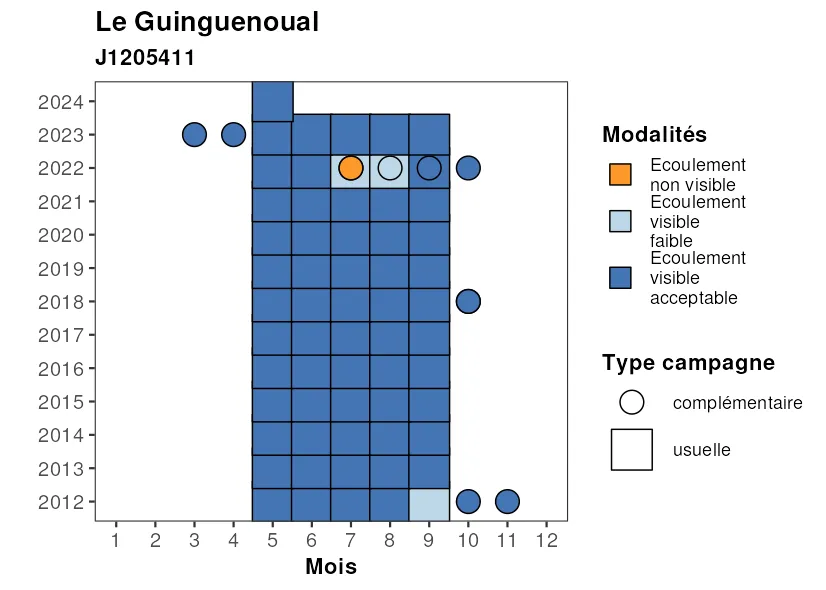 Le Guinguenoual
J1205411
2024
2023
2022
2021
2020
2019
2018
2017
2016
2015
2014
2013
2012
1 2 3 4 5 6 7 8 9 10 11 12
Mois
Modalités
Ecoulement
non visible
Ecoulement
visible
faible
Ecoulement
visible
acceptable
Type campagne
complémentaire
usuelle